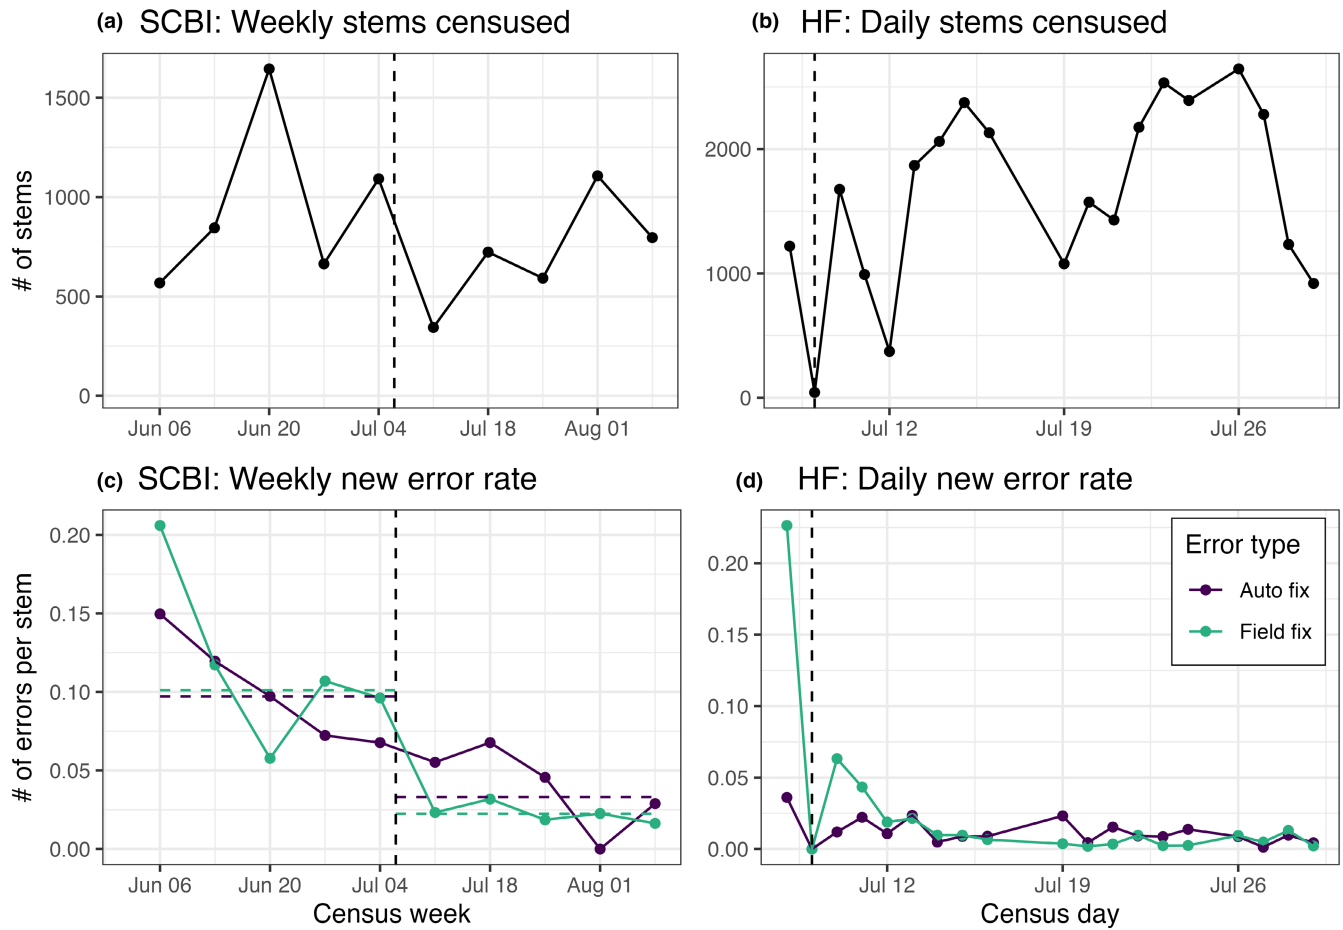 (a) SCBI: Weekly stems censused
# of stems
1500
1000
500
0
Jun 06 Jun 20 Jul 04 Jul 18 Aug 01
(b) HF: Daily stems censused
2000
1000
0
Jul 12 Jul 19 Jul 26
(c) SCBI: Weekly new error rate
# of errors per stem
0.20
0.15
0.10
0.05
0.00
Jun 06 Jun 20 Jul 04 Jul 18 Aug 01
Census week
(d) HF: Daily new error rate
0.20
0.15
0.10
0.05
0.00
Error type
Auto fix
Field fix
Jul 12 Jul 19 Jul 26
Census day